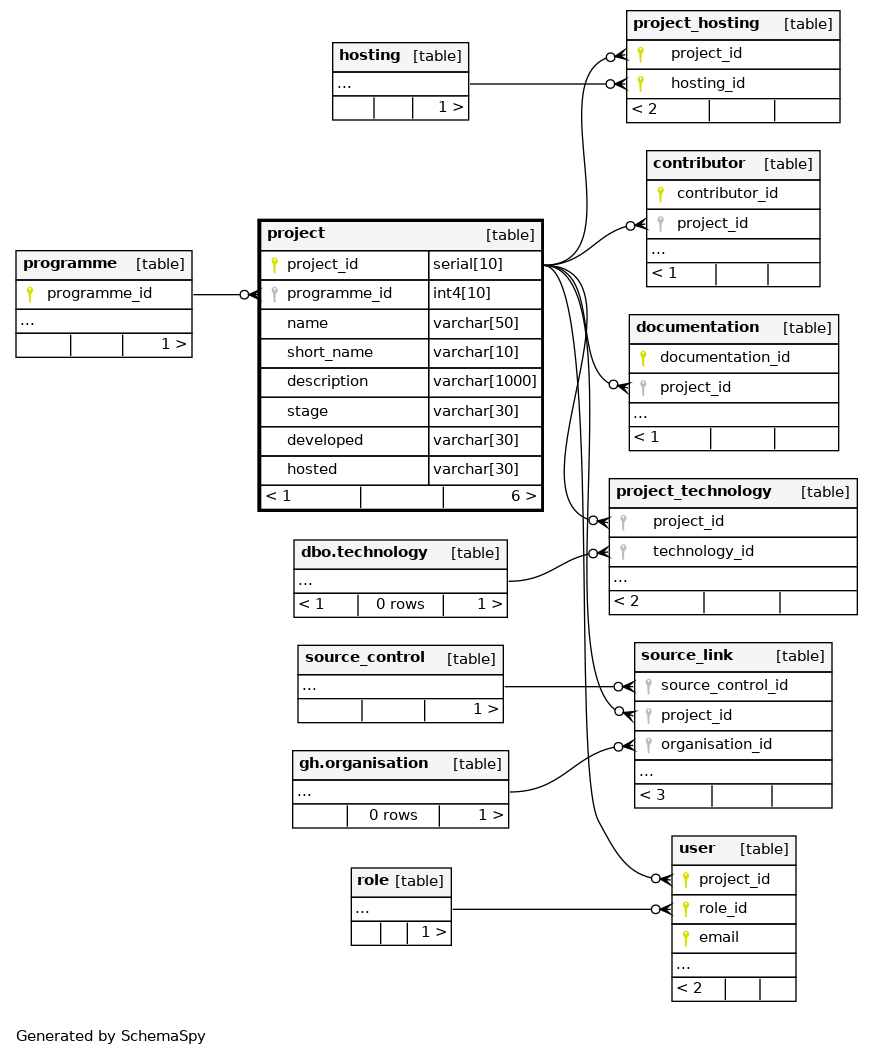 project_hosting [table]
project_id
hosting_id
< 2
hosting [table]
...
1 >
contributor [table]
contributor_id
project_id
...
< 1
project [table]
project_id serial[10]
programme_id int4[10]
name varchar[50]
short_name varchar[10]
description varchar[1000]
stage varchar[30]
developed varchar[30]
hosted varchar[30]
< 1 6 >
programme [table]
programme_id
...
1 >
documentation [table]
documentation_id
project_id
...
< 1
project_technology [table]
project_id
technology_id
...
< 2
dbo.technology [table]
...
< 1 0 rows 1 >
source_control [table]
...
1 >
source_link [table]
source_control_id
project_id
organisation_id
...
< 3
gh.organisation [table]
...
0 rows 1 >
user [table]
project_id
role_id
email
...
< 2
role [table]
...
1 >
Generated by SchemaSpy